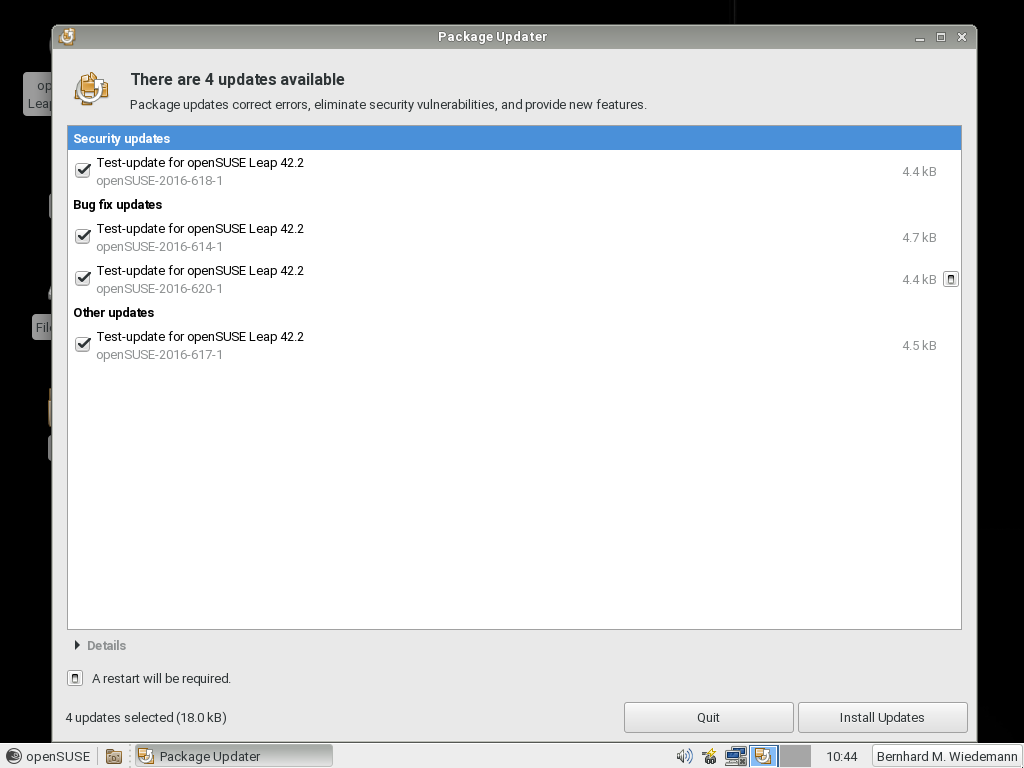 Package Updater
There are 4 updates available
Package updates correct errors, eliminate security vulnerabilities, and provide new features.
Security updates
Test-update for openSUSE Leap 42.2
openSUSE-2016-618-1
4.4 kB
Bug fix updates
Test-update for openSUSE Leap 42.2
openSUSE-2016-614-1
4.7 kB
Test-update for openSUSE Leap 42.2
openSUSE-2016-620-1
4.4 kB
Other updates
Test-update for openSUSE Leap 42.2
openSUSE-2016-617-1
4.5 kB
Details
A restart will be required.
4 updates selected (18.0 kB)
Quit
Install Updates
openSUSE
Package Updater
10:44
Bernhard M. Wiedemann